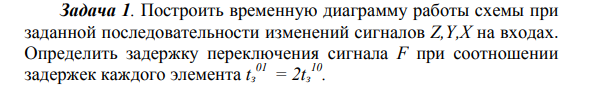 Задача 1. Построить временную диаграмму работы схемы при
заданной последовательности изменений сигналов Z,Y,X на входах.
Определить задержку переключения сигнала F при соотношении
задержек каждого элемента tз01 = 2tз10.